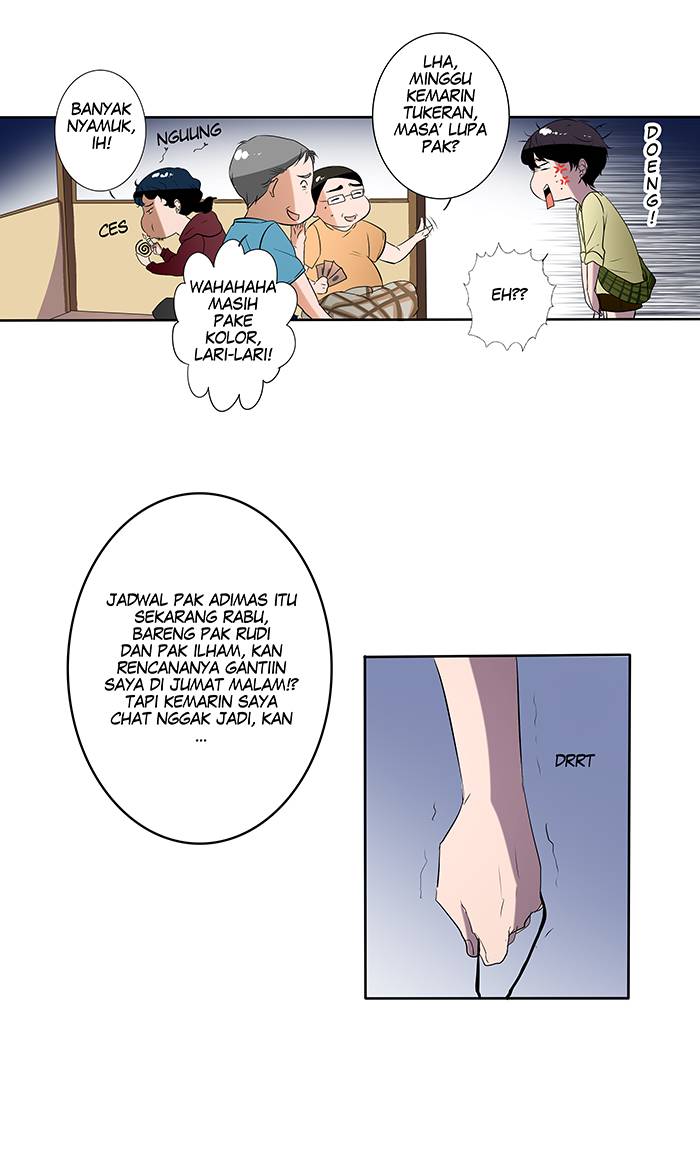 BANYAK
NYAMUK,
IH!
NGUUNG
CES
WAHAHAHA
MASIH
PAKE
KOLOR,
LARI-LARI!
LHA,
MINGGU
KEMARIN
TUKERAN,
MASA' LUPA
PAK?
EH??
DOENG!
JADWAL PAK ADIMAS ITU
SEKARANG RABU,
BARENG PAK RUDI
DAN PAK ILHAM, KAN
RENCANANYA GANTIIN
SAYA DI JUMAT MALAM!?
TAPI KEMARIN SAYA
CHAT NGGAK JADI, KAN
...
DRRT